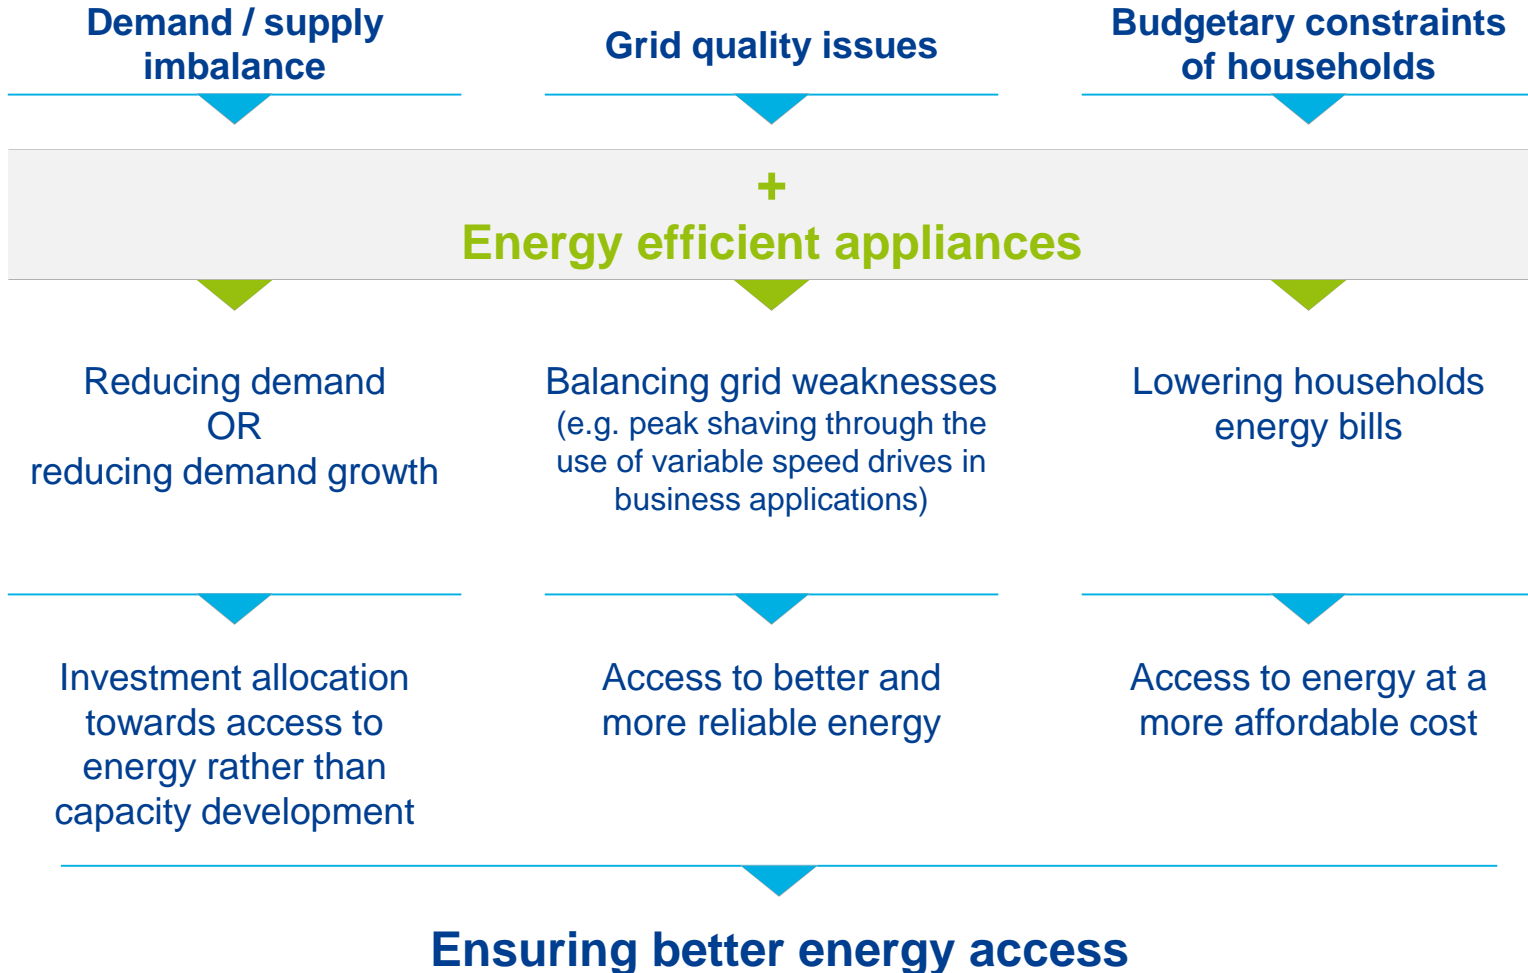 Demand / supply
imbalance
Grid quality issues
Budgetary constraints
of households
+
Energy efficient appliances
Reducing demand
OR
reducing demand growth
Balancing grid weaknesses
(e.g. peak shaving through the
use of variable speed drives in
business applications)
Lowering households
energy bills
Investment allocation
towards access to
energy rather than
capacity development
Access to better and
more reliable energy
Access to energy at a
more affordable cost
Ensuring better energy access